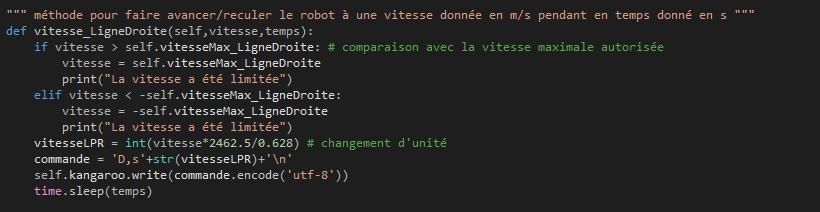 """ méthode pour faire avancer/reculer le robot à une vitesse donnée en m/s pendant en temps donné en s """
def vitesse_LigneDroite(self,vitesse,temps):
    if vitesse > self.vitesseMax_LigneDroite: # comparaison avec la vitesse maximale autorisée
        vitesse = self.vitesseMax_LigneDroite
        print("La vitesse a été limitée")
    elif vitesse < -self.vitesseMax_LigneDroite:
        vitesse = -self.vitesseMax_LigneDroite
        print("La vitesse a été limitée")
    vitesseLPR = int(vitesse*2462.5/0.628) # changement d'unité
    commande = 'D,s'+str(vitesseLPR)+'\n'
    self.kangaroo.write(commande.encode('utf-8'))
    time.sleep(temps)